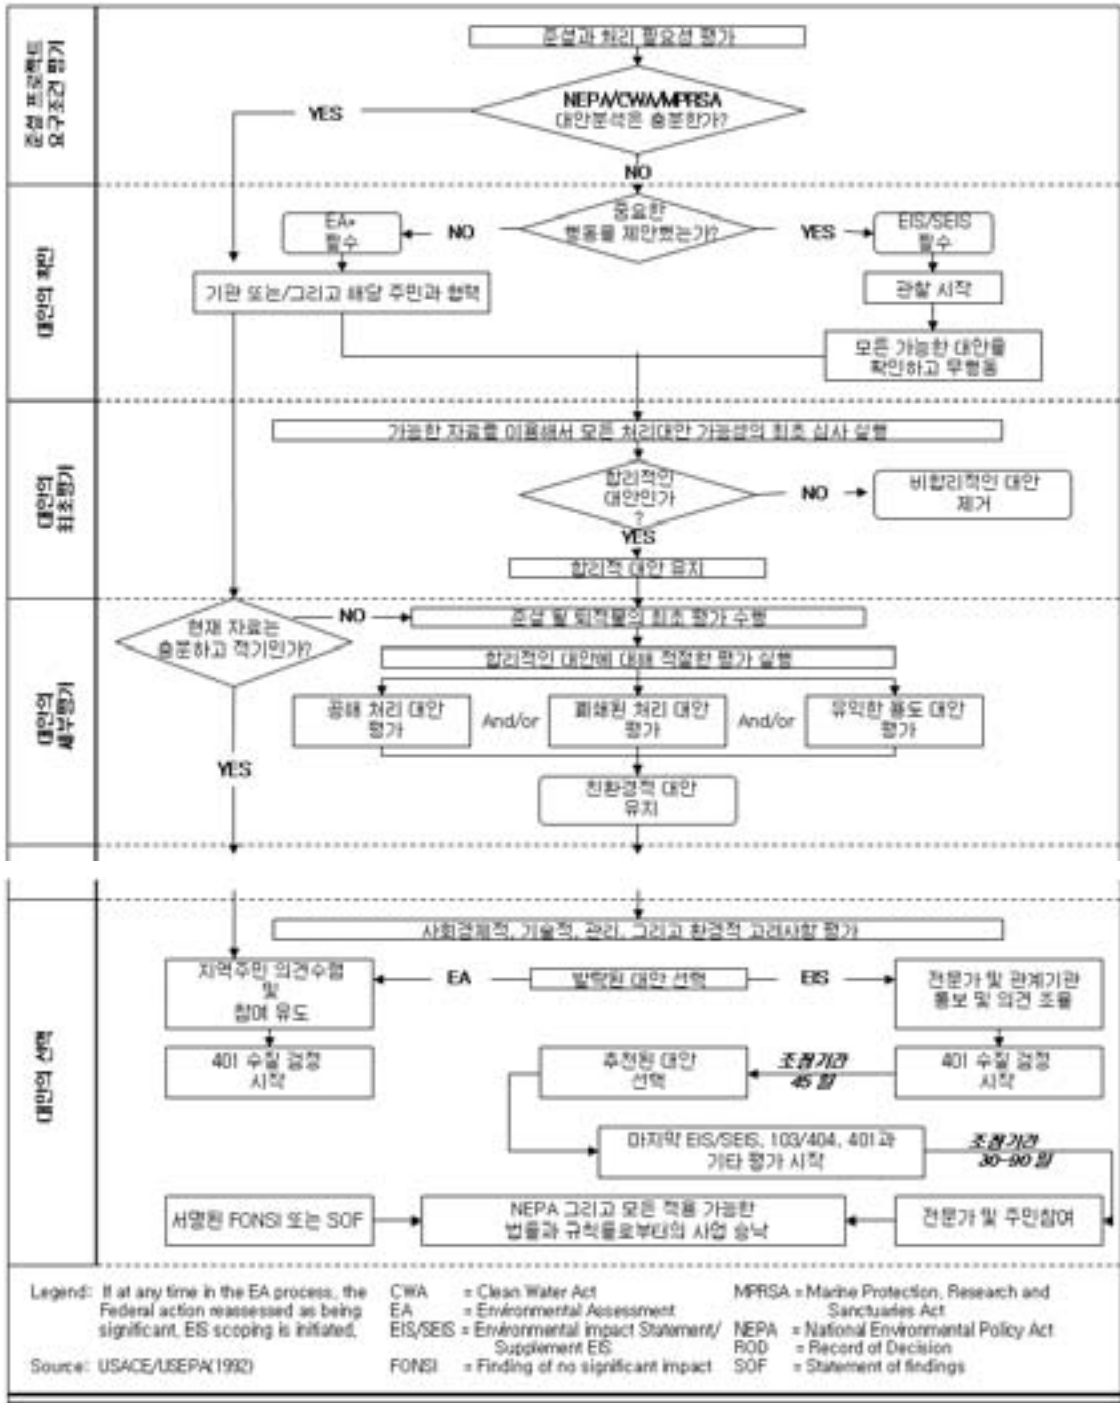 준설 프로젝트
요구조건 평가
준설과 처리 필요성 평가
NEPA/CWA/MPRSA
대안분석은 충분한가?
YES
NO
대안의 확인
중요한
행동을 제안했는가?
NO
YES
EA*
필수
EIS/SEIS
필수
기관 또는/그리고 해당 주민과 협력
관찰 시작
모든 가능한 대안을
확인하고 무행동
대안의
최초평가
가능한 자료를 이용해서 모든 처리대안 가능성의 최초 심사 실행
합리적인
대안인가
?
NO
비합리적인 대안
제거
YES
합리적 대안 유지
대안의
세부평가
현재 자료는
충분하고 적기인가?
NO
준설 될 퇴적물의 최초 평가 수행
합리적인 대안에 대해 적절한 평가 실행
공해 처리 대안
평가
And/or
폐쇄된 처리 대안
평가
And/or
유익한 용도 대안
평가
YES
친환경적 대안
유지
대안의 선택
사회경제적, 기술적, 관리, 그리고 환경적 고려사항 평가
지역주민 의견수렴
및
참여 유도
EA
발탁된 대안 선택
EIS
전문가 및 관계기관
통보 및 의견 조율
401 수질 검정
시작
추천된 대안
선택
조정기간
45 일
401 수질 검정
시작
마지막 EIS/SEIS, 103/404, 401과
기타 평가 시작
조정기간
30-90 일
서명된 FONSI 또는 SOF
NEPA 그리고 모든 적용 가능한
법률과 규칙들로부터의 사업 승낙
전문가 및 주민참여
Legend: If at any time in the EA process, the
Federal action reassessed as being
significant, EIS scoping is initiated.
Source: USACE/USEPA(1992)
CWA = Clean Water Act
EA = Environmental Assessment
EIS/SEIS = Environmental impact Statement/
Supplement EIS
FONSI = Finding of no significant impact
MPRSA = Marine Protection, Research and
Sanctuaries Act
NEPA = National Environmental Policy Act
ROD = Record of Decision
SOF = Statement of findings